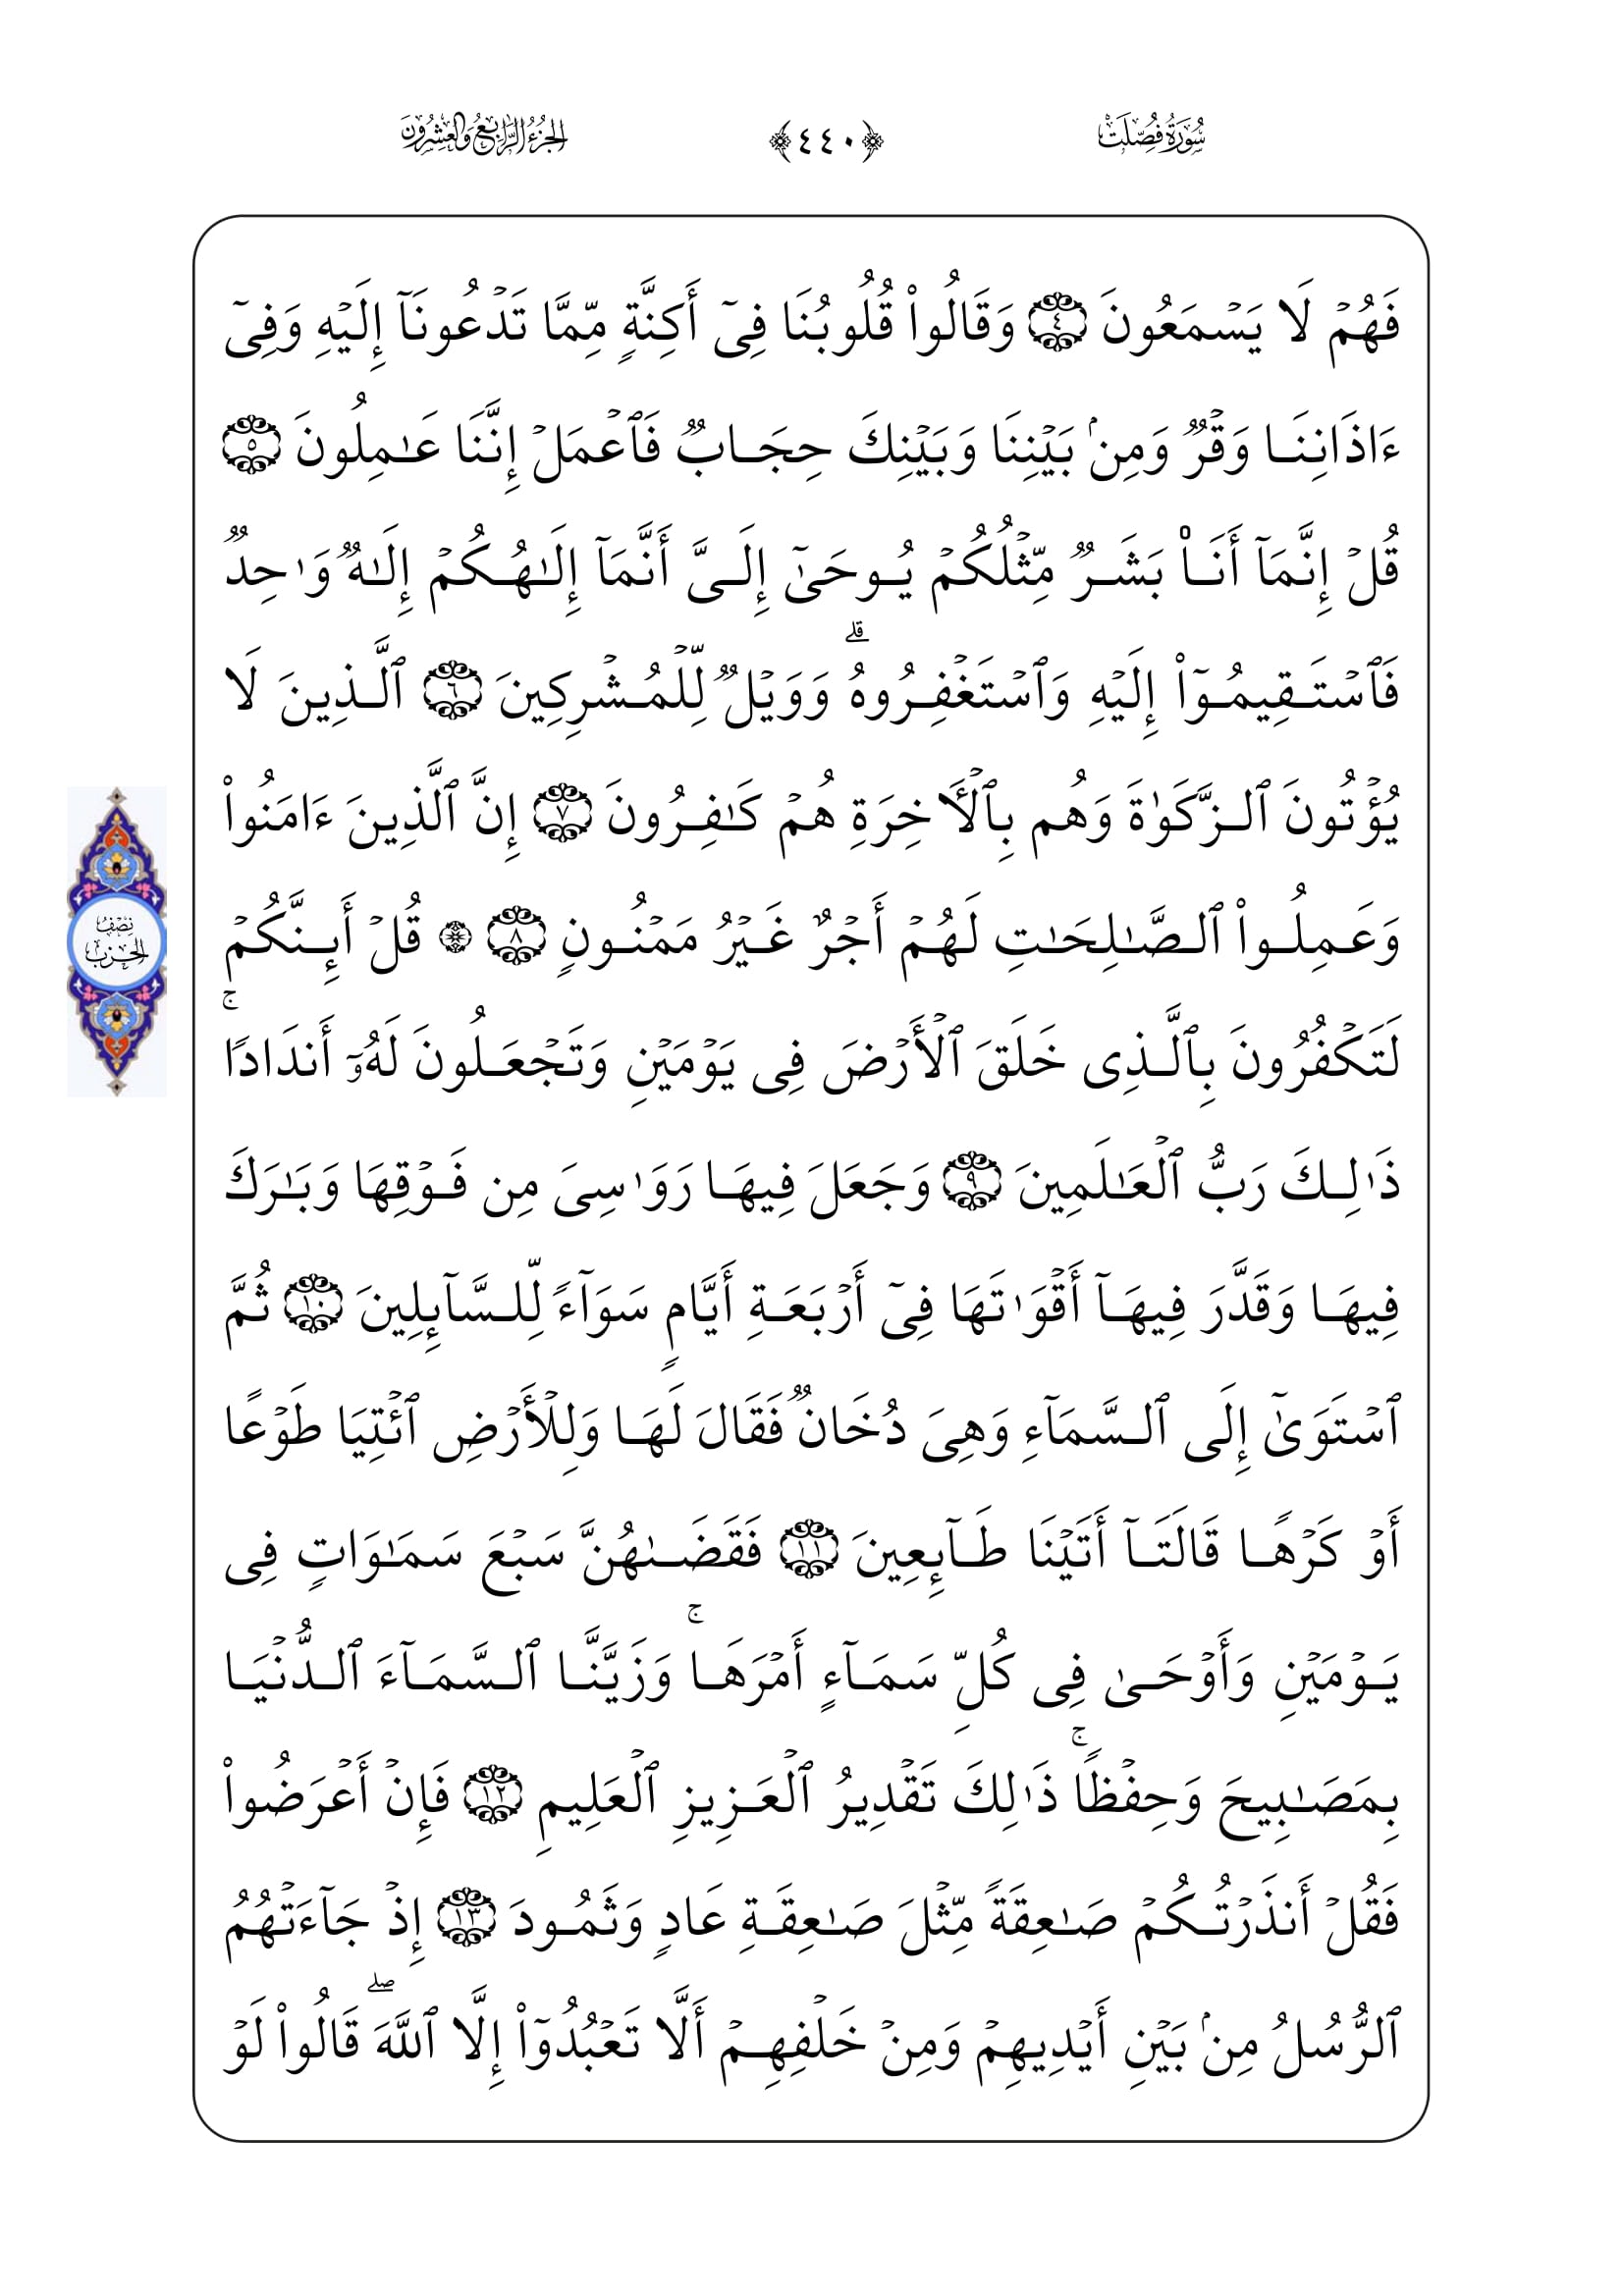 سُورَةُ فُصِّلَتْ
﴿٤٤٠﴾
الجُزْءُ الرَّابِعُ وَالعِشْرُونَ
فَهُمۡ لَا يَسۡمَعُونَ ٤ وَقَالُواْ قُلُوبُنَا فِيٓ أَكِنَّةٖ مِّمَّا تَدۡعُونَآ إِلَيۡهِ وَفِيٓ
ءَاذَانِنَا وَقۡرٞ وَمِنۢ بَيۡنِنَا وَبَيۡنِكَ حِجَابٞ فَٱعۡمَلۡ إِنَّنَا عَٰمِلُونَ ٥
قُلۡ إِنَّمَآ أَنَا۠ بَشَرٞ مِّثۡلُكُمۡ يُوحَىٰٓ إِلَيَّ أَنَّمَآ إِلَٰهُكُمۡ إِلَٰهٞ وَٰحِدٞ
فَٱسۡتَقِيمُوٓاْ إِلَيۡهِ وَٱسۡتَغۡفِرُوهُۗ وَوَيۡلٞ لِّلۡمُشۡرِكِينَ ٦ ٱلَّذِينَ لَا
يُؤۡتُونَ ٱلزَّكَوٰةَ وَهُم بِٱلۡأٓخِرَةِ هُمۡ كَٰفِرُونَ ٧ إِنَّ ٱلَّذِينَ ءَامَنُواْ
وَعَمِلُواْ ٱلصَّٰلِحَٰتِ لَهُمۡ أَجۡرٌ غَيۡرُ مَمۡنُونٖ ٨ ۞ قُلۡ أَئِنَّكُمۡ
نِصْفُ
الحِزْبِ
لَتَكۡفُرُونَ بِٱلَّذِي خَلَقَ ٱلۡأَرۡضَ فِي يَوۡمَيۡنِ وَتَجۡعَلُونَ لَهُۥٓ أَندَادٗاۚ
ذَٰلِكَ رَبُّ ٱلۡعَٰلَمِينَ ٩ وَجَعَلَ فِيهَا رَوَٰسِيَ مِن فَوۡقِهَا وَبَٰرَكَ
فِيهَا وَقَدَّرَ فِيهَآ أَقۡوَٰتَهَا فِيٓ أَرۡبَعَةِ أَيَّامٖ سَوَآءٗ لِّلسَّآئِلِينَ ١٠ ثُمَّ
ٱسۡتَوَىٰٓ إِلَى ٱلسَّمَآءِ وَهِيَ دُخَانٞ فَقَالَ لَهَا وَلِلۡأَرۡضِ ٱئۡتِيَا طَوۡعًا
أَوۡ كَرۡهٗا قَالَتَآ أَتَيۡنَا طَآئِعِينَ ١١ فَقَضَىٰهُنَّ سَبۡعَ سَمَٰوَاتٖ فِي
يَوۡمَيۡنِ وَأَوۡحَىٰ فِي كُلِّ سَمَآءٍ أَمۡرَهَاۚ وَزَيَّنَّا ٱلسَّمَآءَ ٱلدُّنۡيَا
بِمَصَٰبِيحَ وَحِفۡظٗاۚ ذَٰلِكَ تَقۡدِيرُ ٱلۡعَزِيزِ ٱلۡعَلِيمِ ١٢ فَإِنۡ أَعۡرَضُواْ
فَقُلۡ أَنذَرۡتُكُمۡ صَٰعِقَةٗ مِّثۡلَ صَٰعِقَةِ عَادٖ وَثَمُودَ ١٣ إِذۡ جَآءَتۡهُمُ
ٱلرُّسُلُ مِنۢ بَيۡنِ أَيۡدِيهِمۡ وَمِنۡ خَلۡفِهِمۡ أَلَّا تَعۡبُدُوٓاْ إِلَّا ٱللَّهَۖ قَالُواْ لَوۡ